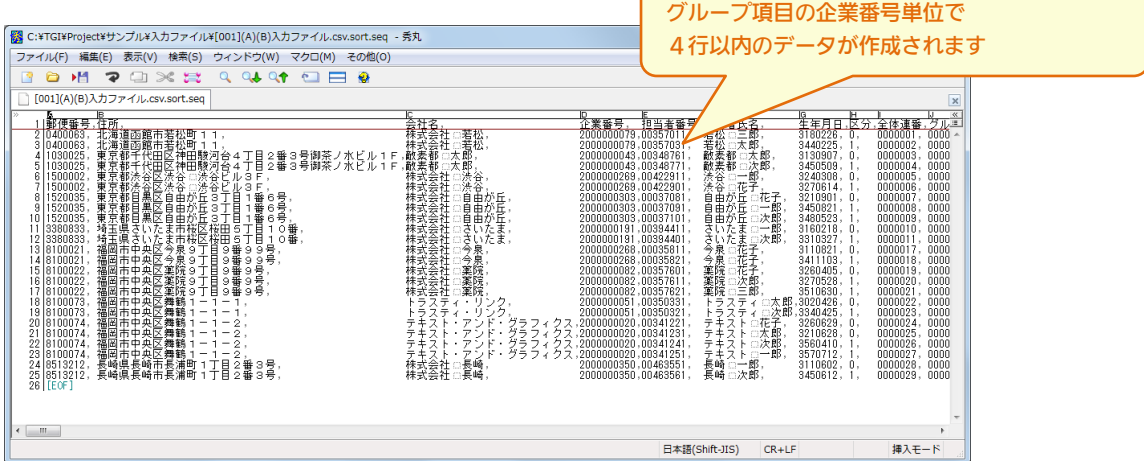 グループ項目の企業番号単位で
４行以内のデータが作成されます
C:¥TGI¥Project¥サンプル¥入力ファイル¥[001](A)(B)入力ファイル.csv.sort.seq - 秀丸
ファイル(F) 編集(E) 表示(V) 検索(S) ウィンドウ(W) マクロ(M) その他(O)
[001](A)(B)入力ファイル.csv.sort.seq
A B C D E G H I J
1 郵便番号,住所, 会社名, 企業番号, 担当者番号 氏名, 生年月日,区分,全体連番,グル
2 0400063, 北海道函館市若松町１１, 株式会社□若松, 2000000079,00357011, 若松□三郎, 3180226, 0, 0000001, 0000
3 0400063, 北海道函館市若松町１１, 株式会社□若松, 2000000079,0035703 若松□太郎, 3440225, 1, 0000002, 0000
4 1030025, 東京都千代田区神田駿河台４丁目２番３号御茶ノ水ビル１Ｆ,敵素都□太郎, 2000000043,00348761, 敵素都□太郎, 3130907, 0, 0000003, 0000
5 1030025, 東京都千代田区神田駿河台４丁目２番３号御茶ノ水ビル１Ｆ,敵素都□太郎, 2000000043,00348771, 敵素都□次郎, 3450509, 1, 0000004, 0000
6 1500002, 東京都渋谷区渋谷□渋谷ビル３Ｆ, 株式会社□渋谷, 2000000269,00422911, 渋谷□一郎, 3240308, 0, 0000005, 0000
7 1500002, 東京都渋谷区渋谷□渋谷ビル３Ｆ, 株式会社□渋谷, 2000000269,00422901, 渋谷□花子, 3270614, 1, 0000006, 0000
8 1520035, 東京都目黒区自由が丘３丁目１番６号, 株式会社□自由が丘, 2000000303,00037081, 自由が丘□花子, 3210901, 0, 0000007, 0000
9 1520035, 東京都目黒区自由が丘３丁目１番６号, 株式会社□自由が丘, 2000000303,00037091, 自由が丘□一郎, 3450821, 1, 0000008, 0000
10 1520035, 東京都目黒区自由が丘３丁目１番６号, 株式会社□自由が丘, 2000000303,00037101, 自由が丘□次郎, 3480523, 1, 0000009, 0000
11 3380833, 埼玉県さいたま市桜区桜田５丁目１０番, 株式会社□さいたま, 2000000191,00394411, さいたま□一郎, 3160218, 0, 0000010, 0000
12 3380833, 埼玉県さいたま市桜区桜田５丁目１０番, 株式会社□さいたま, 2000000191,00394401, さいたま□次郎, 3310327, 1, 0000011, 0000
13 8100021, 福岡市中央区今泉９丁目９番９９号, 株式会社□今泉, 2000000268,00035811, 今泉□花子, 3110821, 0, 0000017, 0000
14 8100021, 福岡市中央区今泉９丁目９番９９号, 株式会社□今泉, 2000000268,00035821, 今泉□花子, 3411103, 1, 0000018, 0000
15 8100022, 福岡市中央区薬院９丁目９番９号, 株式会社□薬院, 2000000082,00357601, 薬院□花子, 3260405, 0, 0000019, 0000
16 8100022, 福岡市中央区薬院９丁目９番９号, 株式会社□薬院, 2000000082,00357611, 薬院□次郎, 3270528, 1, 0000020, 0000
17 8100022, 福岡市中央区薬院９丁目９番９号, 株式会社□薬院, 2000000082,00357621, 薬院□三郎, 3510630, 1, 0000021, 0000
18 8100073, 福岡市中央区舞鶴１－１－１, トラスティ・リンク, 2000000051,00350331, トラスティ□太郎,3020426, 0, 0000022, 0000
19 8100073, 福岡市中央区舞鶴１－１－１, トラスティ・リンク, 2000000051,00350321, トラスティ□次郎,3340425, 1, 0000023, 0000
20 8100074, 福岡市中央区舞鶴１－１－２, テキスト・アンド・グラフィクス,2000000020,00341221, テキスト□花子, 3260629, 0, 0000024, 0000
21 8100074, 福岡市中央区舞鶴１－１－２, テキスト・アンド・グラフィクス,2000000020,00341231, テキスト□太郎, 3210628, 0, 0000025, 0000
22 8100074, 福岡市中央区舞鶴１－１－２, テキスト・アンド・グラフィクス,2000000020,00341241, テキスト□次郎, 3560410, 1, 0000026, 0000
23 8100074, 福岡市中央区舞鶴１－１－２, テキスト・アンド・グラフィクス,2000000020,00341251, テキスト□一郎, 3570712, 1, 0000027, 0000
24 8513212, 長崎県長崎市長浦町１丁目２番３号, 株式会社□長崎, 2000000350,00463551, 長崎□一郎, 3110602, 0, 0000028, 0000
25 8513212, 長崎県長崎市長浦町１丁目２番３号, 株式会社□長崎, 2000000350,00463561, 長崎□次郎, 3450612, 1, 0000029, 0000
26 [EOF]
日本語(Shift-JIS) CR+LF 挿入モード